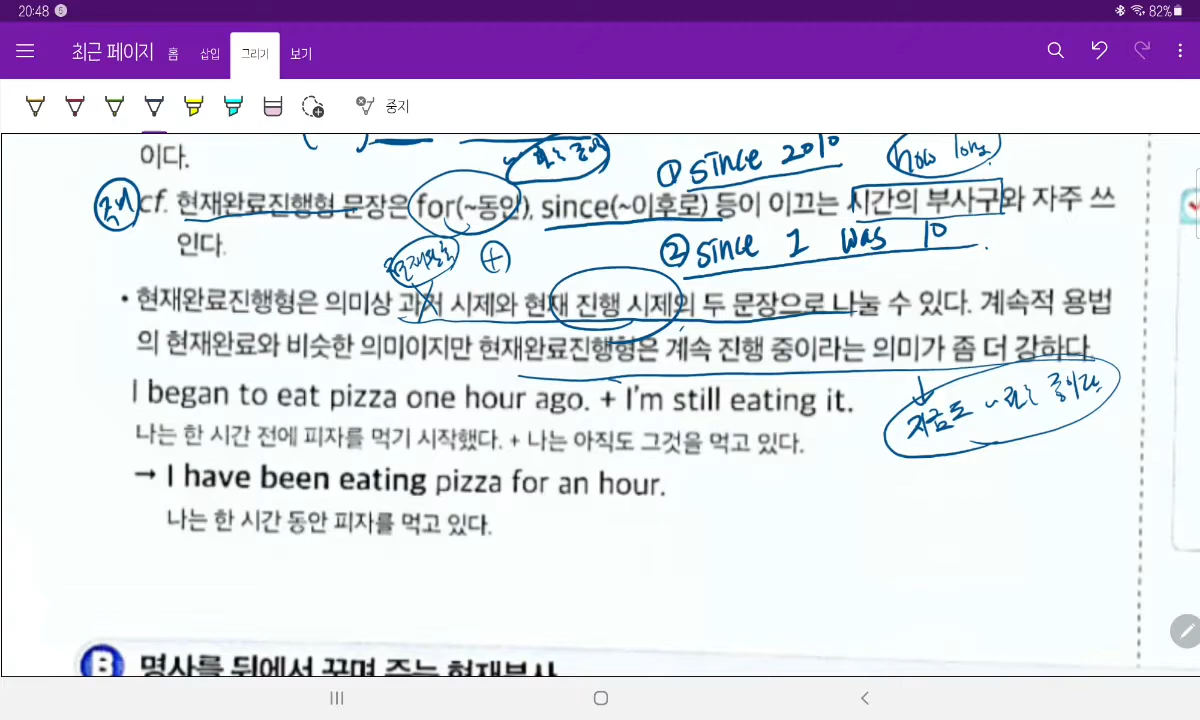 20:48 S 82%
최근 페이지 홈 삽입 그리기 보기
중지
이다.
① since 2010
how long
cf. 현재완료진행형 문장은 for(~동안), since(~이후로) 등이 이끄는 시간의 부사구와 자주 쓰
인다.
② since I was 10
+
• 현재완료진행형은 의미상 과거 시제와 현재 진행 시제의 두 문장으로 나눌 수 있다. 계속적 용법
의 현재완료와 비슷한 의미이지만 현재완료진행형은 계속 진행 중이라는 의미가 좀 더 강하다.
I began to eat pizza one hour ago. + I'm still eating it.
지금도
나는 한 시간 전에 피자를 먹기 시작했다. + 나는 아직도 그것을 먹고 있다.
→ I have been eating pizza for an hour.
나는 한 시간 동안 피자를 먹고 있다.
B 명사를 뒤에서 꾸며 주는 현재분사